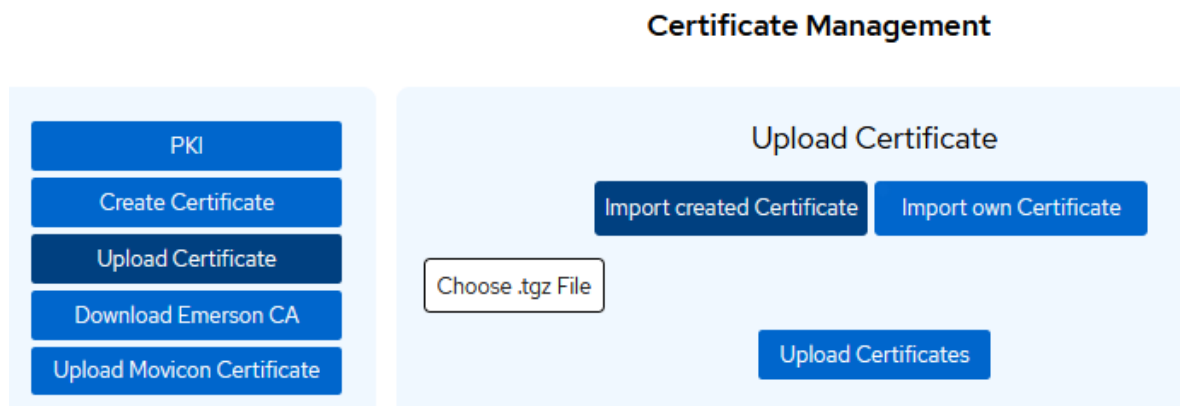 Certificate Management
PKI
Create Certificate
Upload Certificate
Download Emerson CA
Upload Movicon Certificate
Upload Certificate
Import created Certificate
Import own Certificate
Choose .tgz File
Upload Certificates